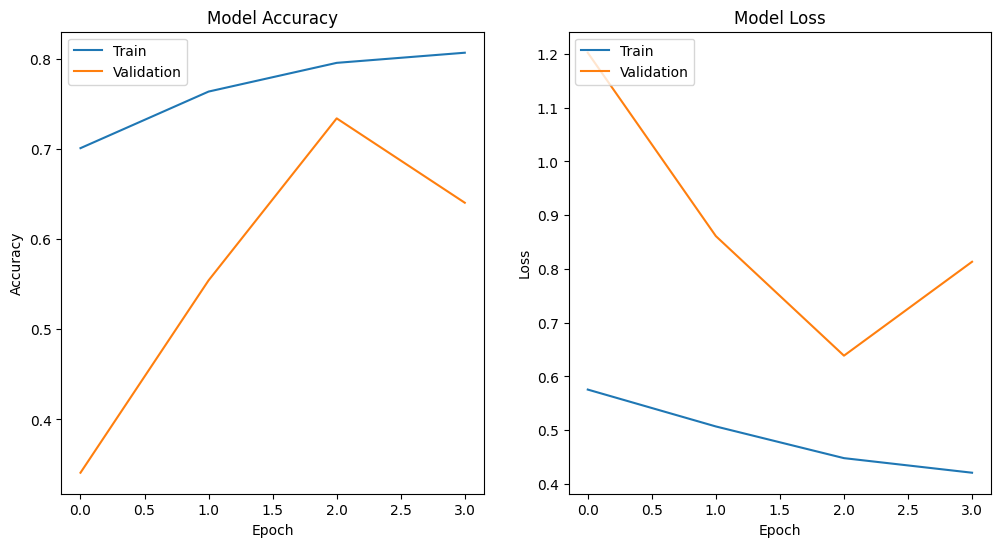 Model Accuracy
Train
Validation
0.8
0.7
0.6
0.5
0.4
Accuracy
0.0 0.5 1.0 1.5 2.0 2.5 3.0
Epoch
Model Loss
Train
Validation
1.2
1.1
1.0
0.9
0.8
0.7
0.6
0.5
0.4
Loss
0.0 0.5 1.0 1.5 2.0 2.5 3.0
Epoch